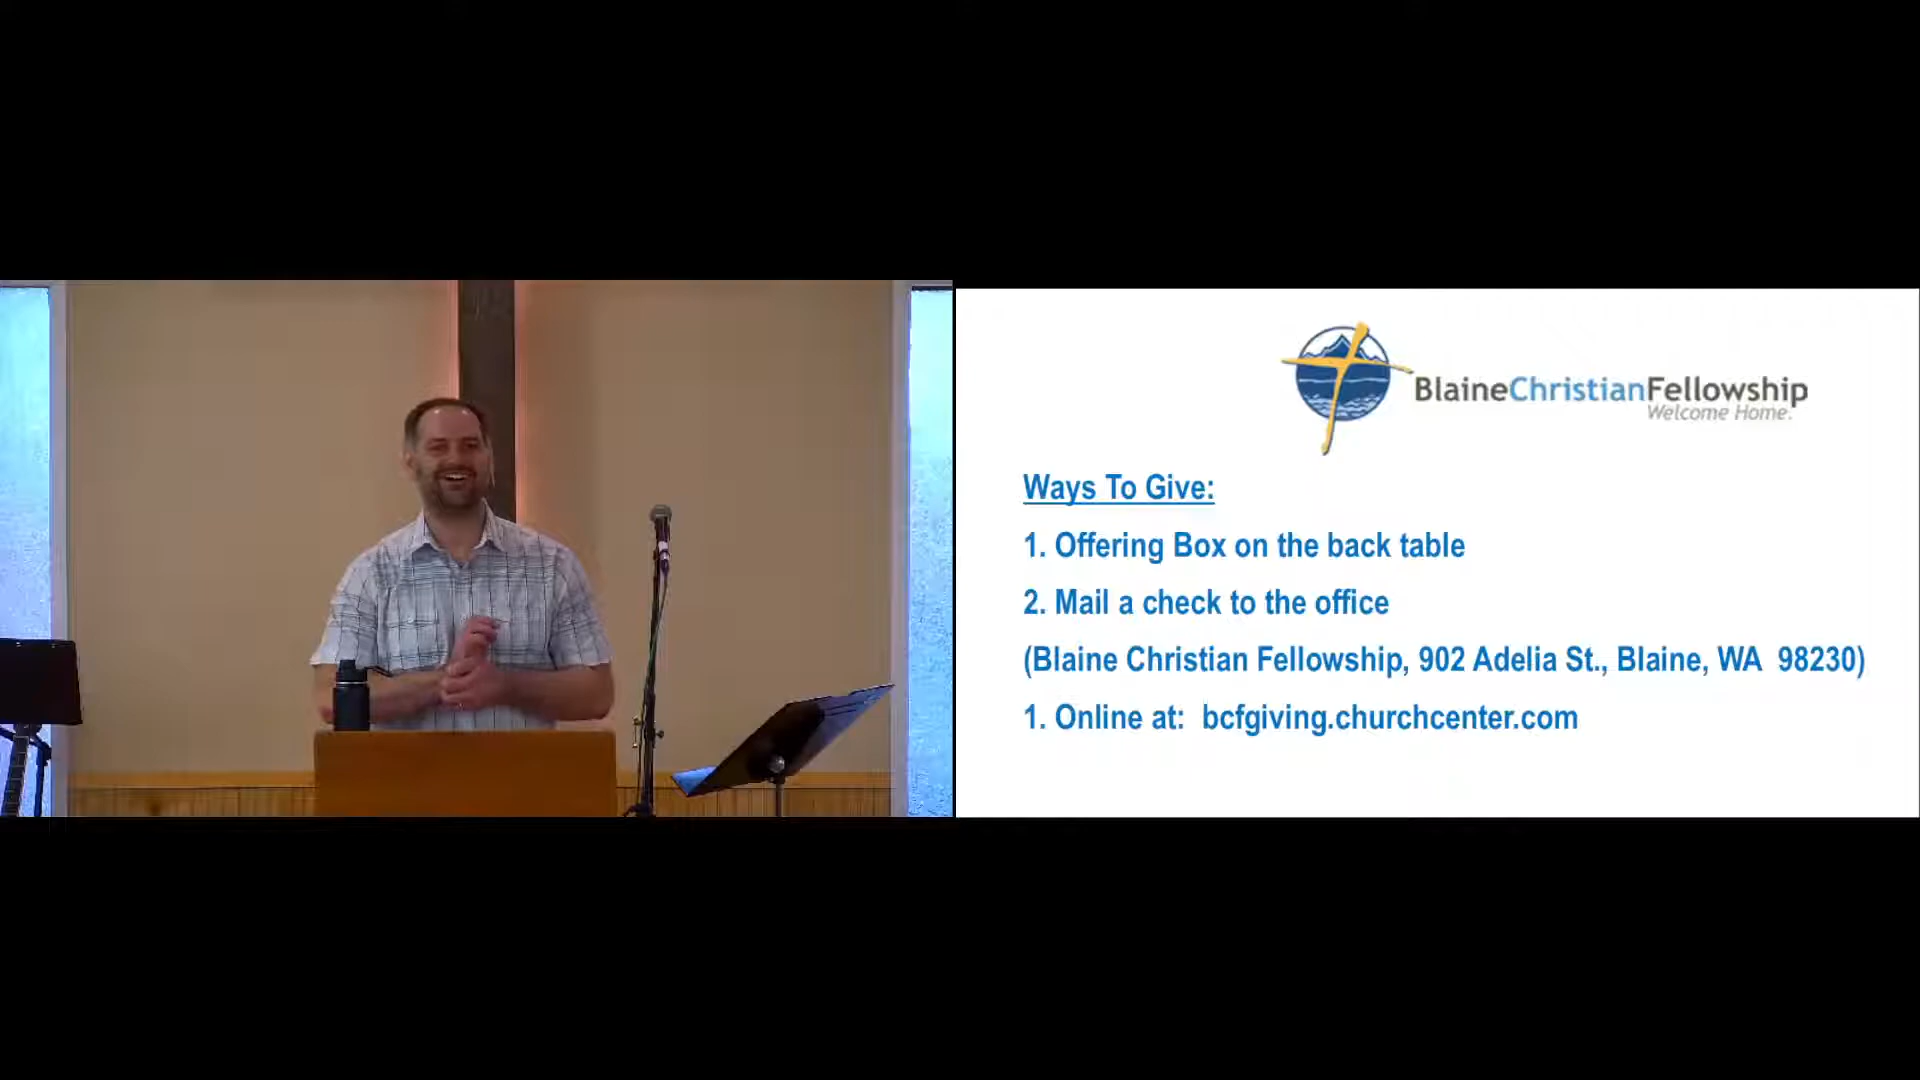 BlaineChristianFellowship
Welcome Home.
Ways To Give:
1. Offering Box on the back table
2. Mail a check to the office
(Blaine Christian Fellowship, 902 Adelia St., Blaine, WA  98230)
1. Online at:  bcfgiving.churchcenter.com